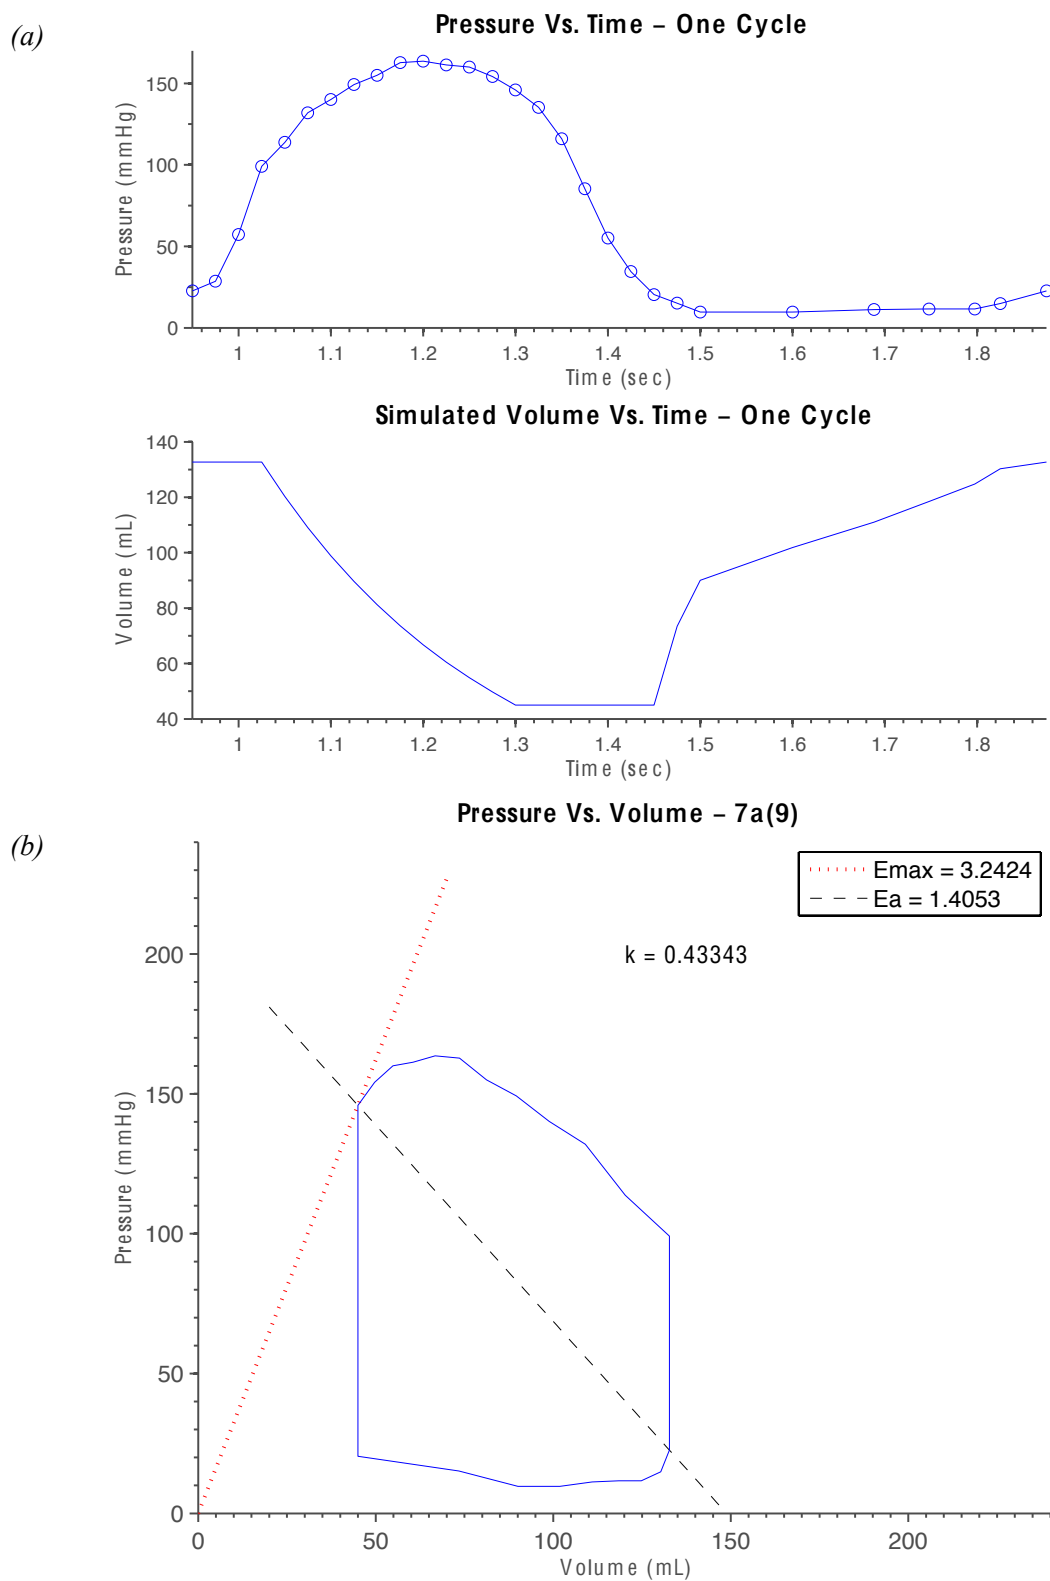 (a)
Pressure Vs. Time – One Cycle
Pressure (mmHg)
150
100
50
0
1
1.1
1.2
1.3
1.4
1.5
1.6
1.7
1.8
Time (sec)
Simulated Volume Vs. Time – One Cycle
Volume (mL)
140
120
100
80
60
40
1
1.1
1.2
1.3
1.4
1.5
1.6
1.7
1.8
Time (sec)
(b)
Pressure Vs. Volume – 7a(9)
Emax = 3.2424
Ea = 1.4053
k = 0.43343
Pressure (mmHg)
200
150
100
50
0
0
50
100
150
200
Volume (mL)